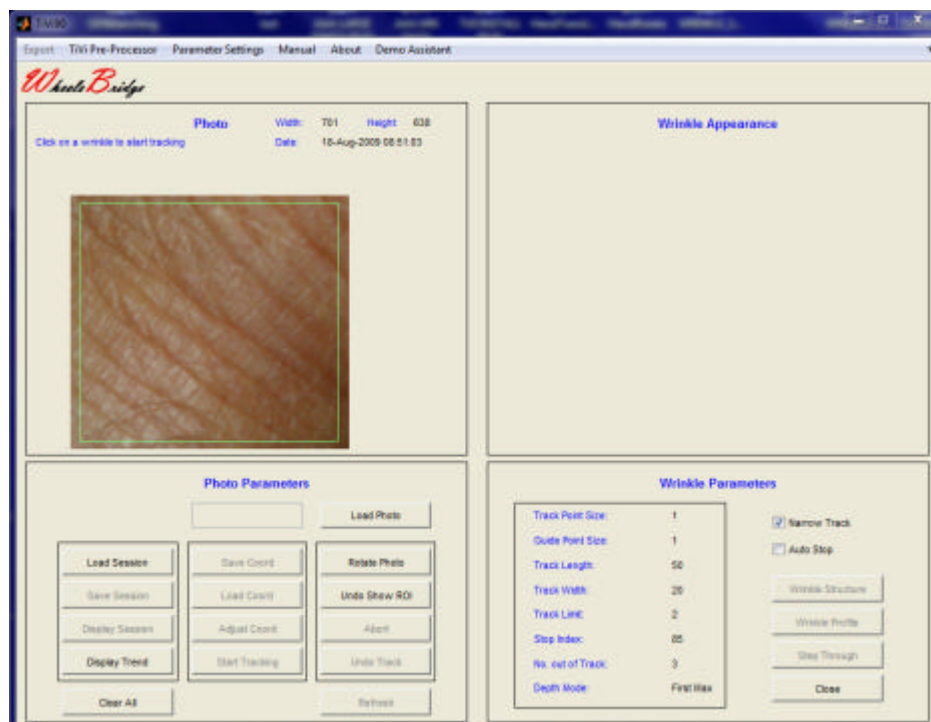 TiVi80
Export TiVi Pre-Processor Parameter Settings Manual About Demo Assistant
Wheels Bridge
Photo Width: 701 Height: 638
Click on a wrinkle to start tracking Date: 18-Aug-2009 08:51:03
Wrinkle Appearance
Photo Parameters
Load Photo
Load Session Save Coord Rotate Photo
Save Session Load Coord Undo Show ROI
Display Session Adjust Coord Abort
Display Trend Start Tracking Undo Track
Clear All Refresh
Wrinkle Parameters
Track Point Size: 1
Guide Point Size: 1
Track Length: 50
Track Width: 20
Track Limit: 2
Stop Index: 85
No. out of Track: 3
Depth Mode: First Max
Narrow Track
Auto Stop
Wrinkle Structure
Wrinkle Profile
Step Through
Close